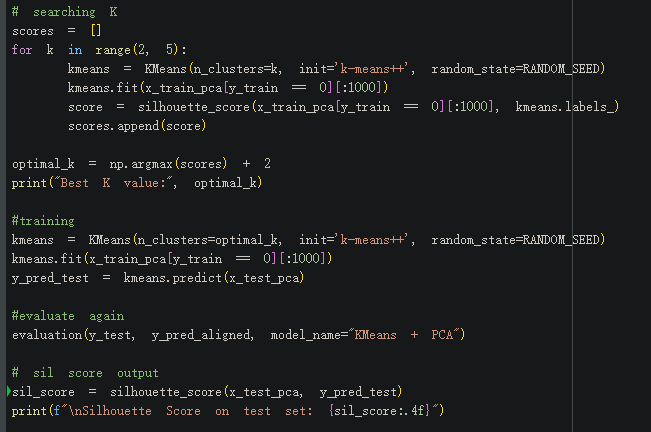 # searching K
scores = []
for k in range(2, 5):
        kmeans = KMeans(n_clusters=k, init='k-means++', random_state=RANDOM_SEED)
        kmeans.fit(x_train_pca[y_train == 0][:1000])
        score = silhouette_score(x_train_pca[y_train == 0][:1000], kmeans.labels_)
        scores.append(score)

optimal_k = np.argmax(scores) + 2
print("Best K value:", optimal_k)

#training
kmeans = KMeans(n_clusters=optimal_k, init='k-means++', random_state=RANDOM_SEED)
kmeans.fit(x_train_pca[y_train == 0][:1000])
y_pred_test = kmeans.predict(x_test_pca)

#evaluate again
evaluation(y_test, y_pred_aligned, model_name="KMeans + PCA")

# sil score output
sil_score = silhouette_score(x_test_pca, y_pred_test)
print(f"\nSilhouette Score on test set: {sil_score:.4f}")